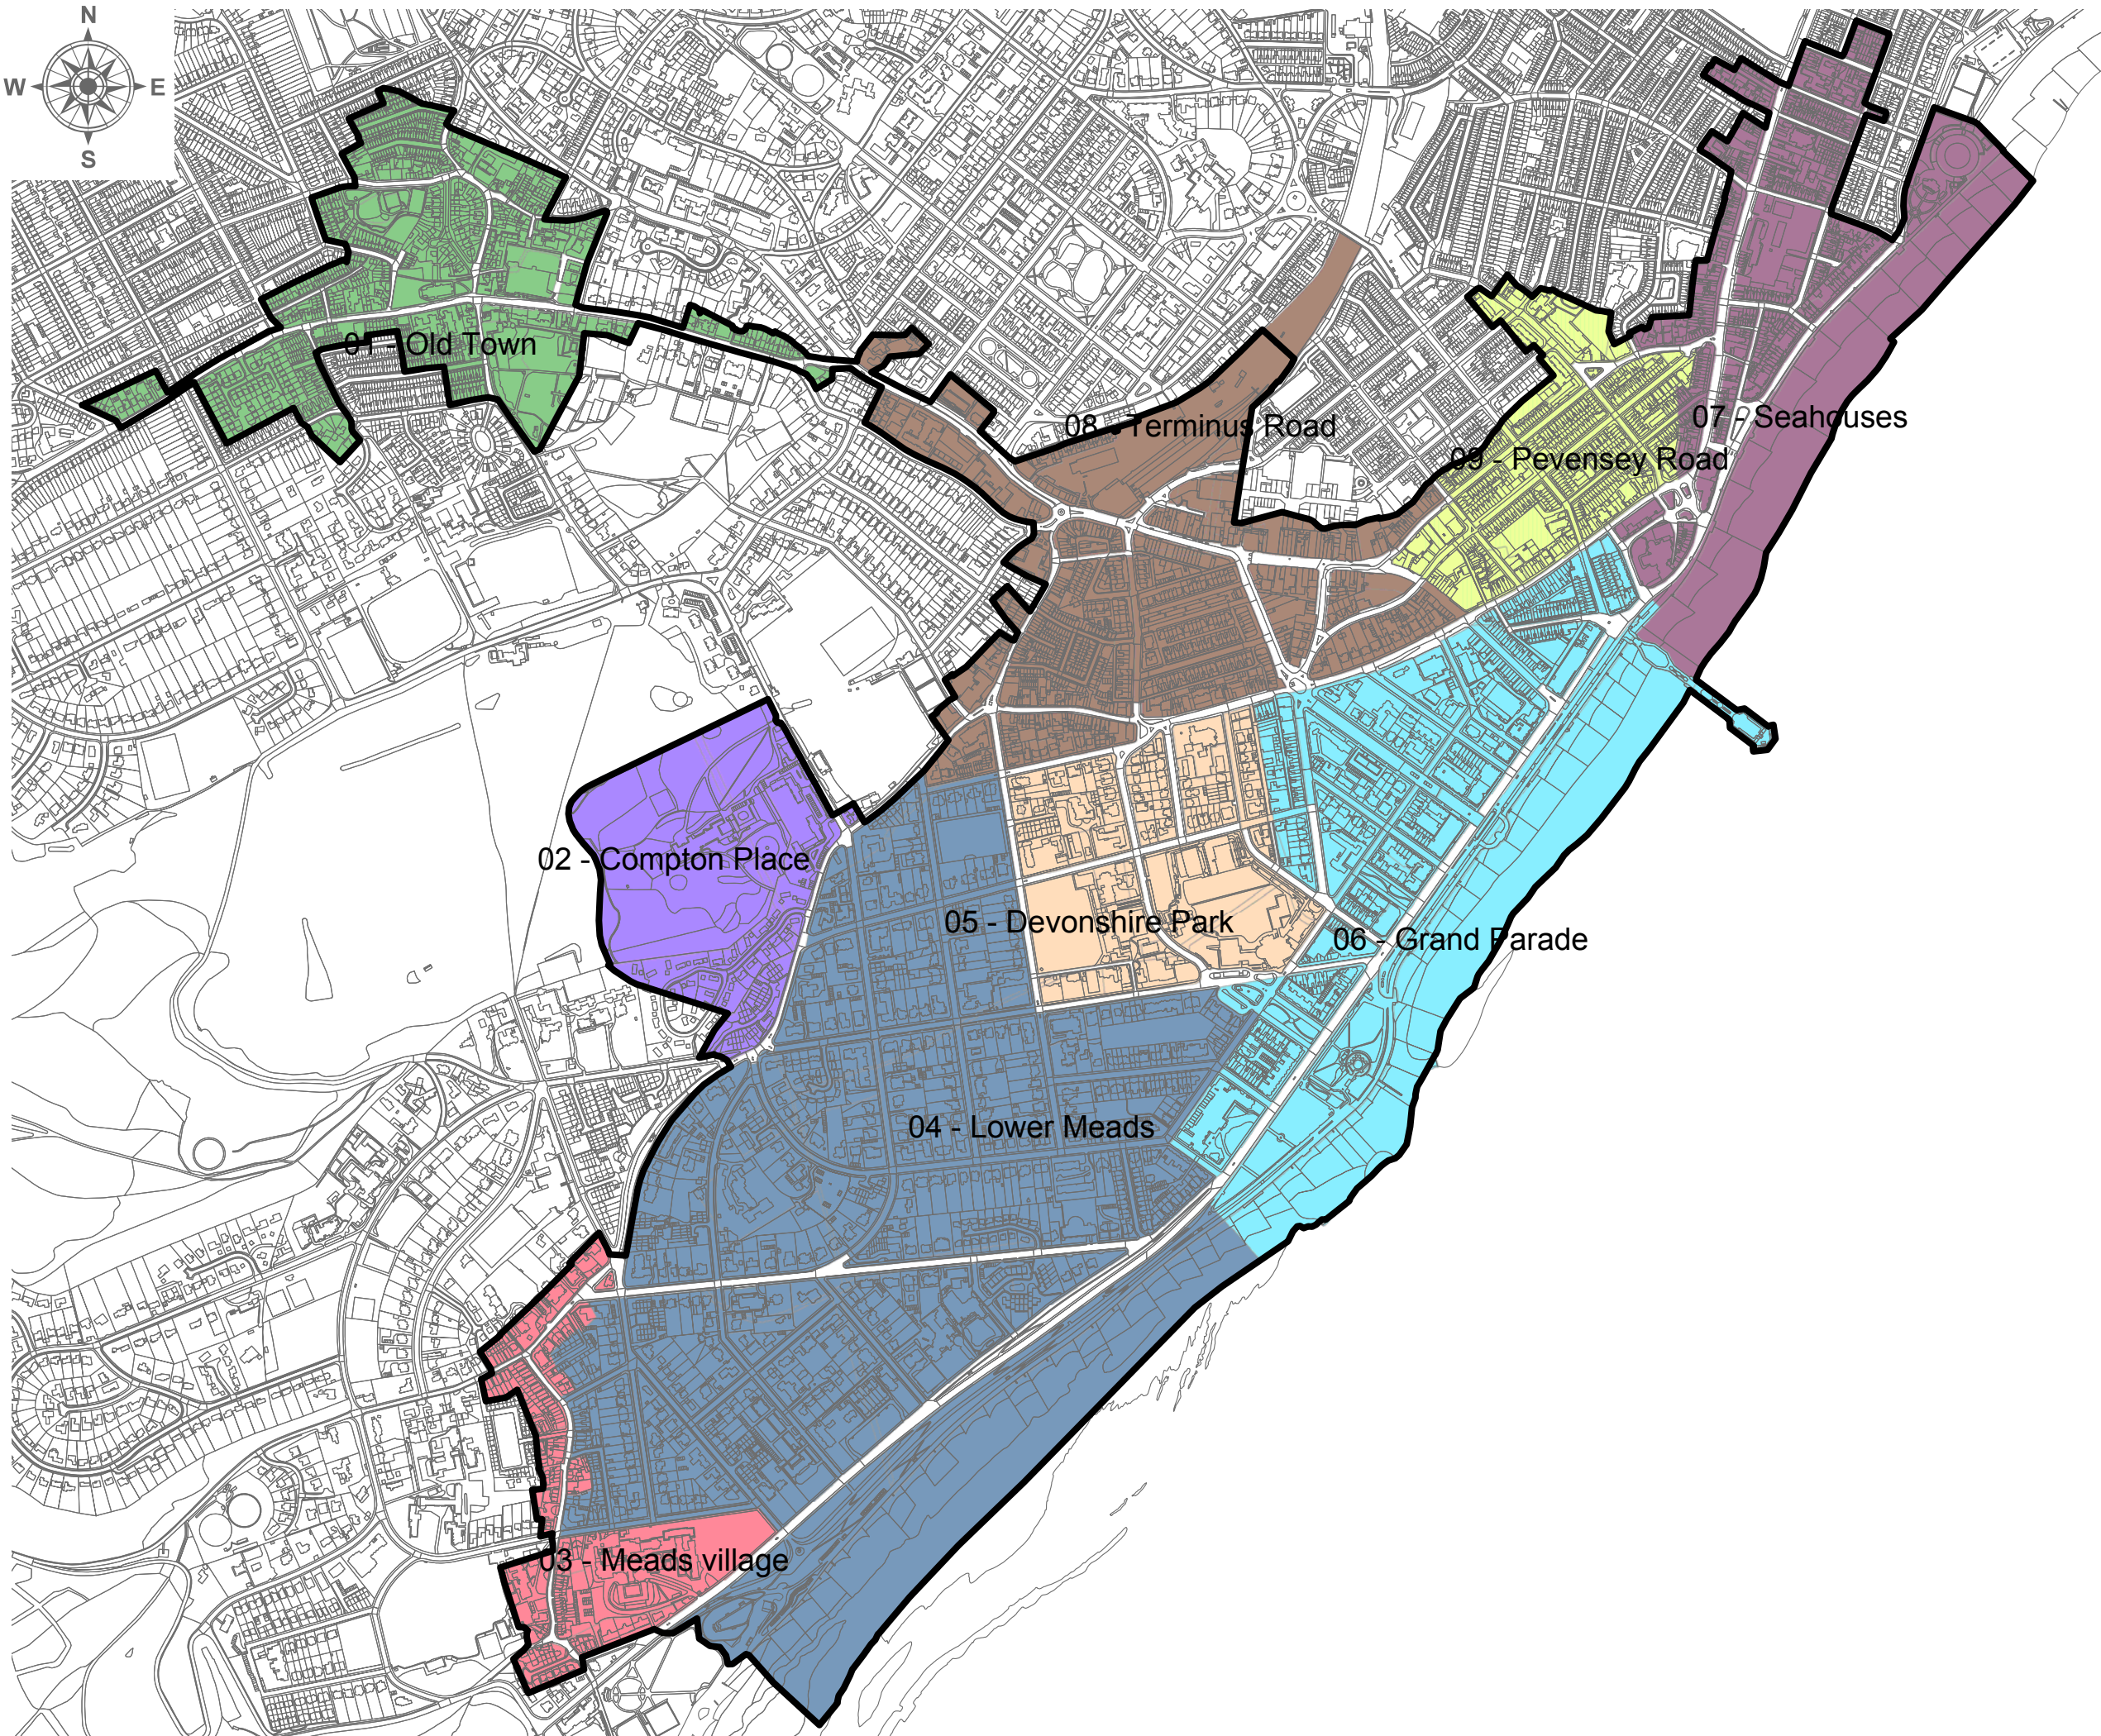 N
W E
S
01 - Old Town
08 - Terminus Road
07 - Seahouses
09 - Pevensey Road
02 - Compton Place
05 - Devonshire Park
06 - Grand Parade
04 - Lower Meads
03 - Meads village